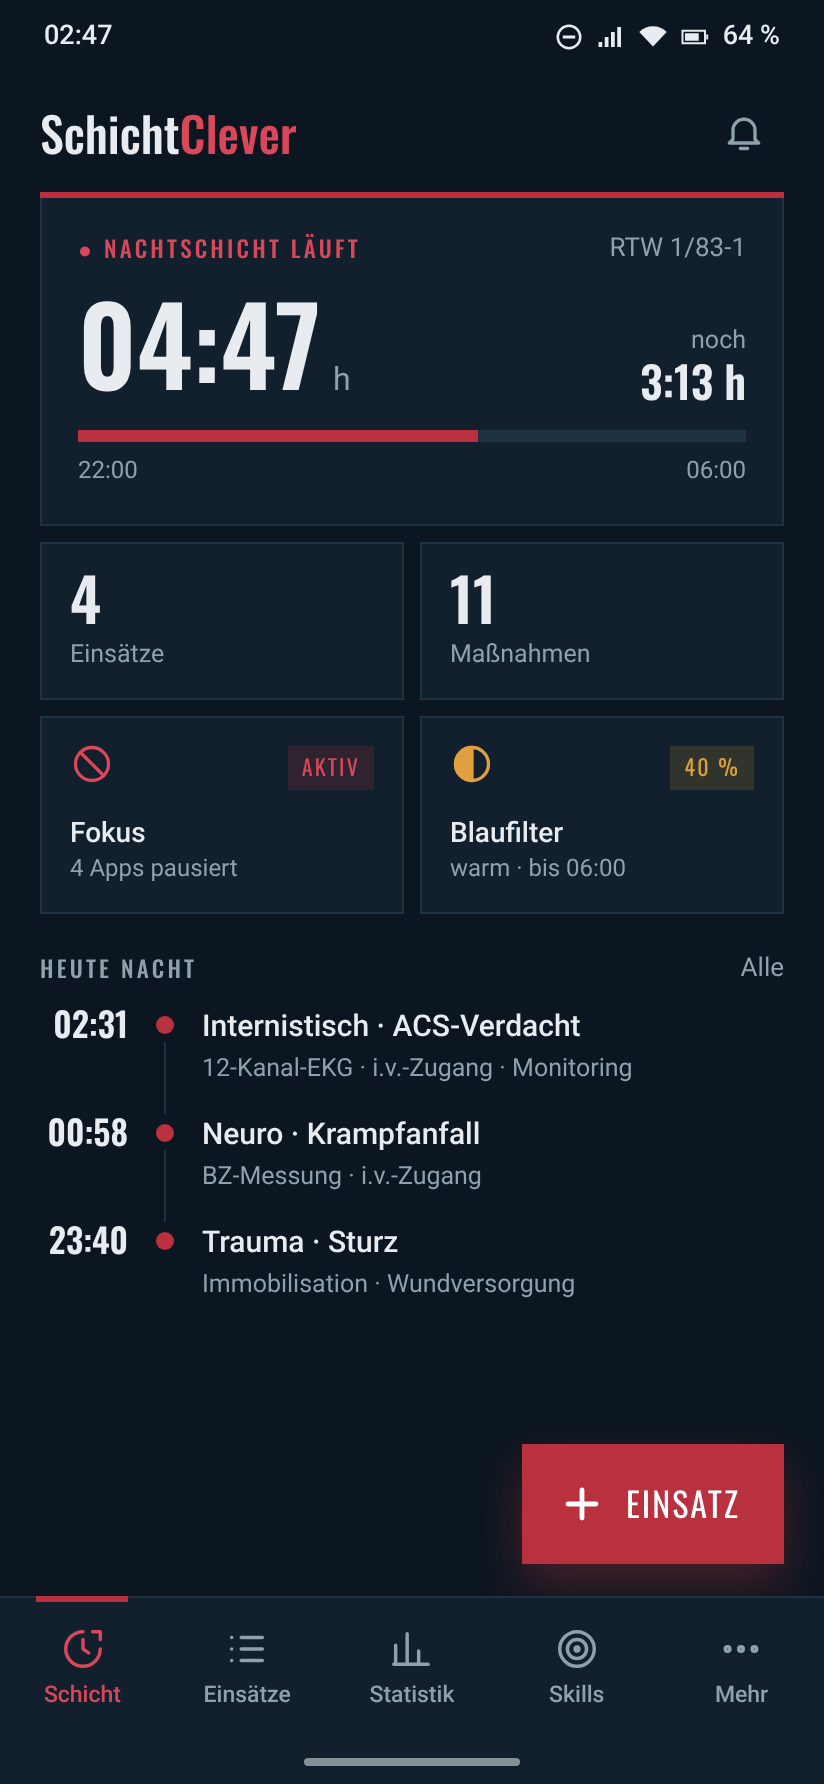 02:47
64 %
SchichtClever
NACHTSCHICHT LÄUFT
RTW 1/83-1
04:47 h
noch
3:13 h
22:00
06:00
4
Einsätze
11
Maßnahmen
AKTIV
Fokus
4 Apps pausiert
40 %
Blaufilter
warm · bis 06:00
HEUTE NACHT
Alle
02:31
Internistisch · ACS-Verdacht
12-Kanal-EKG · i.v.-Zugang · Monitoring
00:58
Neuro · Krampfanfall
BZ-Messung · i.v.-Zugang
23:40
Trauma · Sturz
Immobilisation · Wundversorgung
EINSATZ
Schicht
Einsätze
Statistik
Skills
Mehr